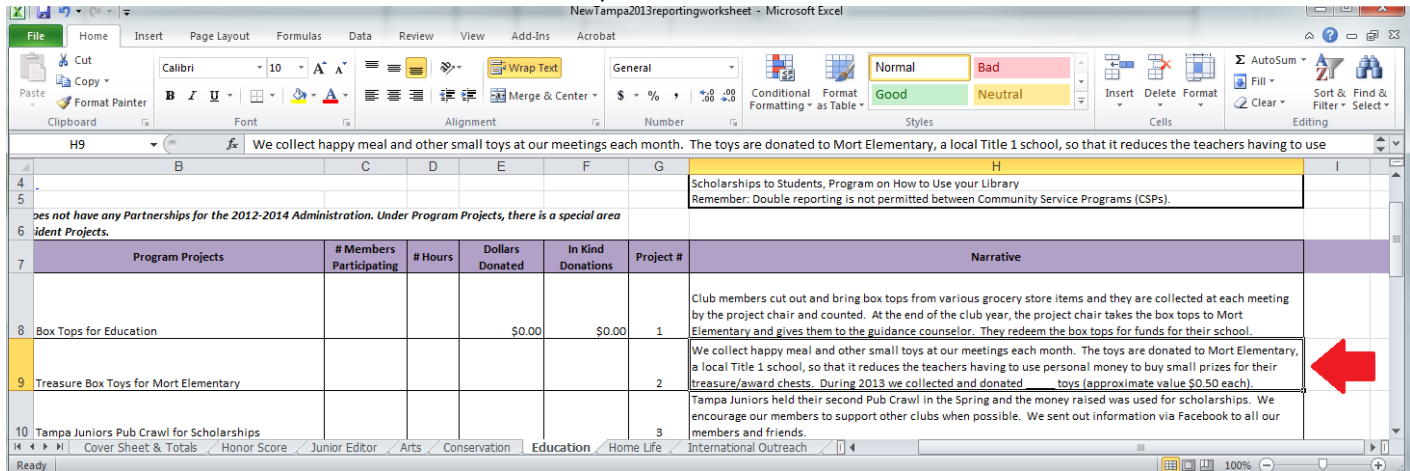 NewTampa2013reportingworksheet - Microsoft Excel
File Home Insert Page Layout Formulas Data Review View Add-Ins Acrobat
Paste
Cut
Copy
Format Painter
Clipboard
Calibri 10
B I U
Font
Wrap Text
Merge & Center
Alignment
General
$ % ,
Number
Conditional Formatting
Format as Table
Normal Bad
Good Neutral
Styles
Insert Delete Format
Cells
Σ AutoSum
Fill
Clear
Sort & Filter
Find & Select
Editing
H9 fx We collect happy meal and other small toys at our meetings each month. The toys are donated to Mort Elementary, a local Title 1 school, so that it reduces the teachers having to use
B C D E F G H I
4 Scholarships to Students, Program on How to Use your Library
5 Remember: Double reporting is not permitted between Community Service Programs (CSPs).
oes not have any Partnerships for the 2012-2014 Administration. Under Program Projects, there is a special area
6 ident Projects.
7 Program Projects # Members Participating # Hours Dollars Donated In Kind Donations Project # Narrative
Club members cut out and bring box tops from various grocery store items and they are collected at each meeting
by the project chair and counted. At the end of the club year, the project chair takes the box tops to Mort
8 Box Tops for Education $0.00 $0.00 1 Elementary and gives them to the guidance counselor. They redeem the box tops for funds for their school.
We collect happy meal and other small toys at our meetings each month. The toys are donated to Mort Elementary,
a local Title 1 school, so that it reduces the teachers having to use personal money to buy small prizes for their
9 Treasure Box Toys for Mort Elementary 2 treasure/award chests. During 2013 we collected and donated _____ toys (approximate value $0.50 each).
Tampa Juniors held their second Pub Crawl in the Spring and the money raised was used for scholarships. We
encourage our members to support other clubs when possible. We sent out information via Facebook to all our
10 Tampa Juniors Pub Crawl for Scholarships 3 members and friends.
Cover Sheet & Totals Honor Score Junior Editor Arts Conservation Education Home Life International Outreach
Ready 100%